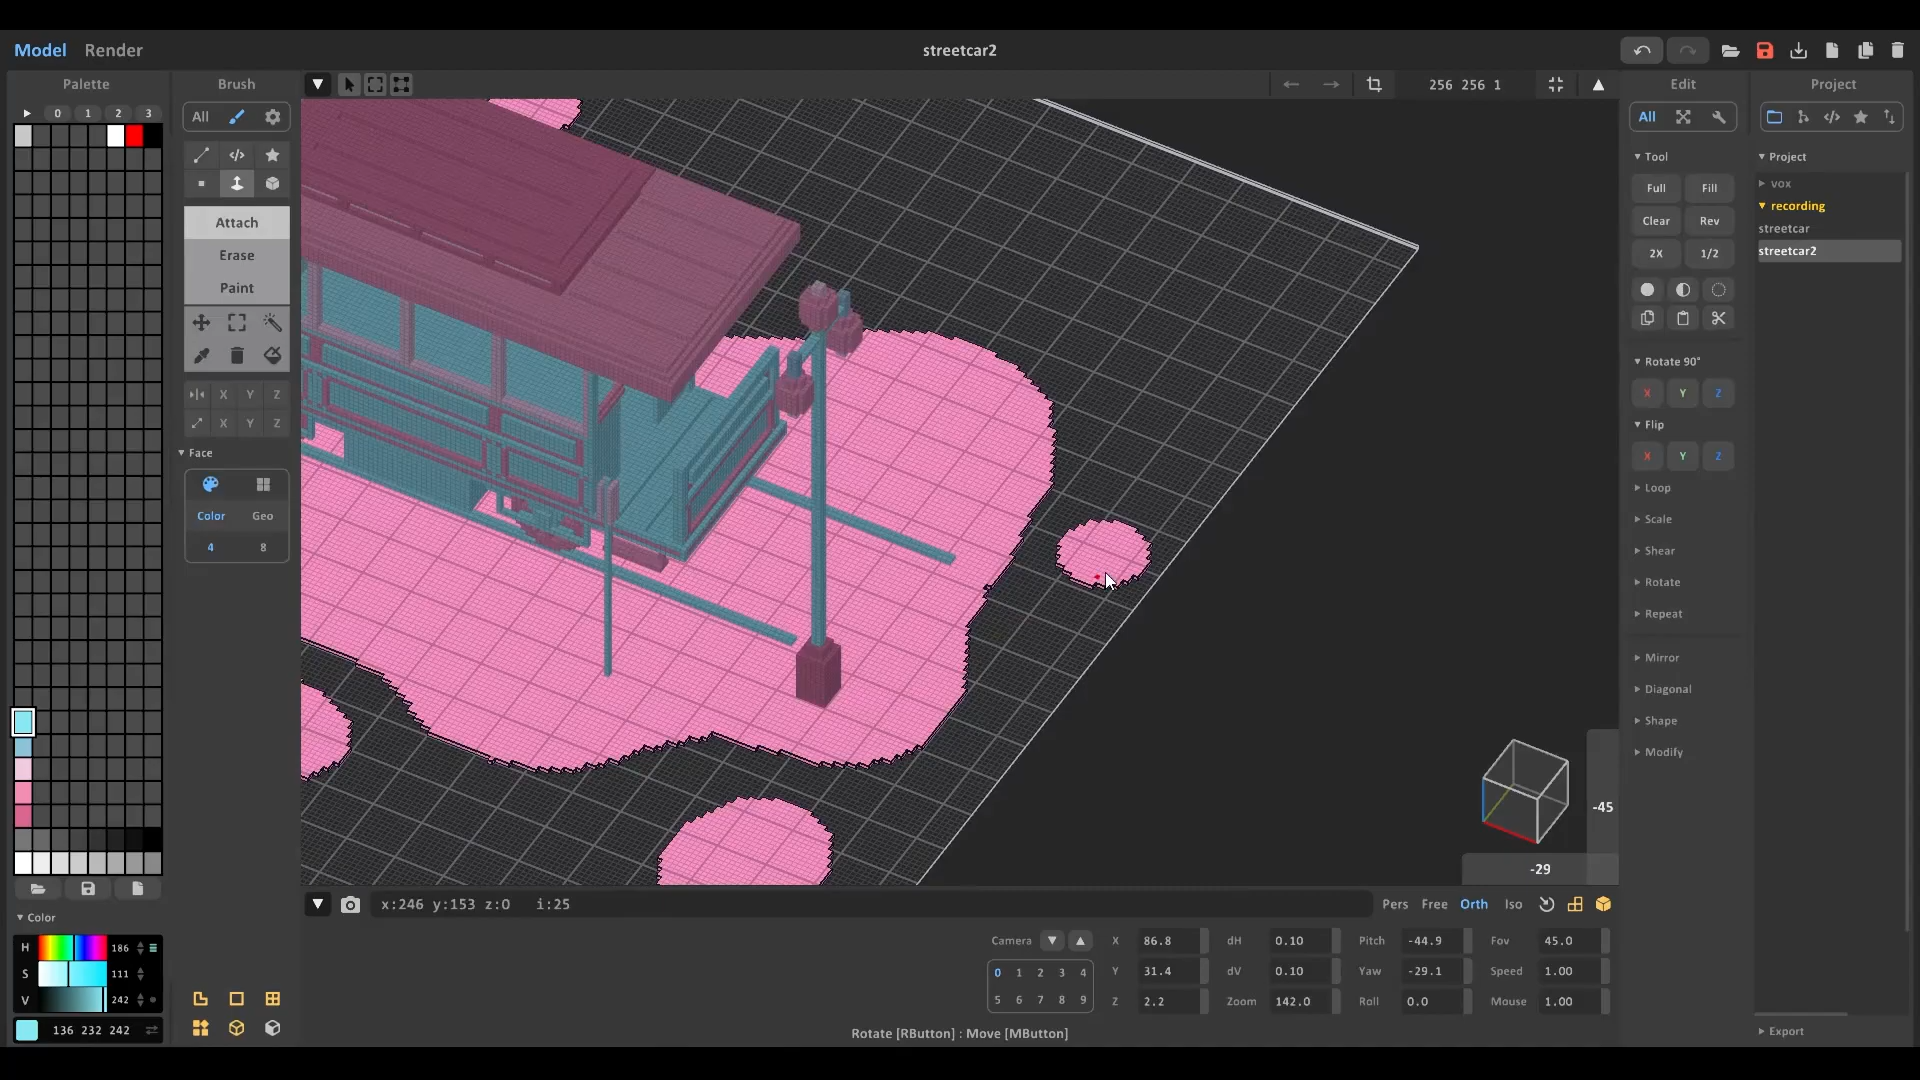 Model Render
streetcar2
Palette
Brush
256 256 1
Edit
Project
0 1 2 3
All
All
Project
Tool
vox
Full Fill
recording
Attach
Clear Rev
streetcar
Erase
2X 1/2
streetcar2
Paint
X Y Z
X Y Z
Rotate 90°
X Y Z
Flip
X Y Z
Face
Color Geo
4 8
Loop
Scale
Shear
Rotate
Repeat
Mirror
Diagonal
Shape
Modify
-45
-29
x:246 y:153 z:0 i:25
Pers Free Orth Iso
Color
H 186
S 111
V 242
136 232 242
Camera
0 1 2 3 4
5 6 7 8 9
X 86.8 dH 0.10 Pitch -44.9 Fov 45.0
Y 31.4 dV 0.10 Yaw -29.1 Speed 1.00
Z 2.2 Zoom 142.0 Roll 0.0 Mouse 1.00
Rotate [RButton] : Move [MButton]
Export